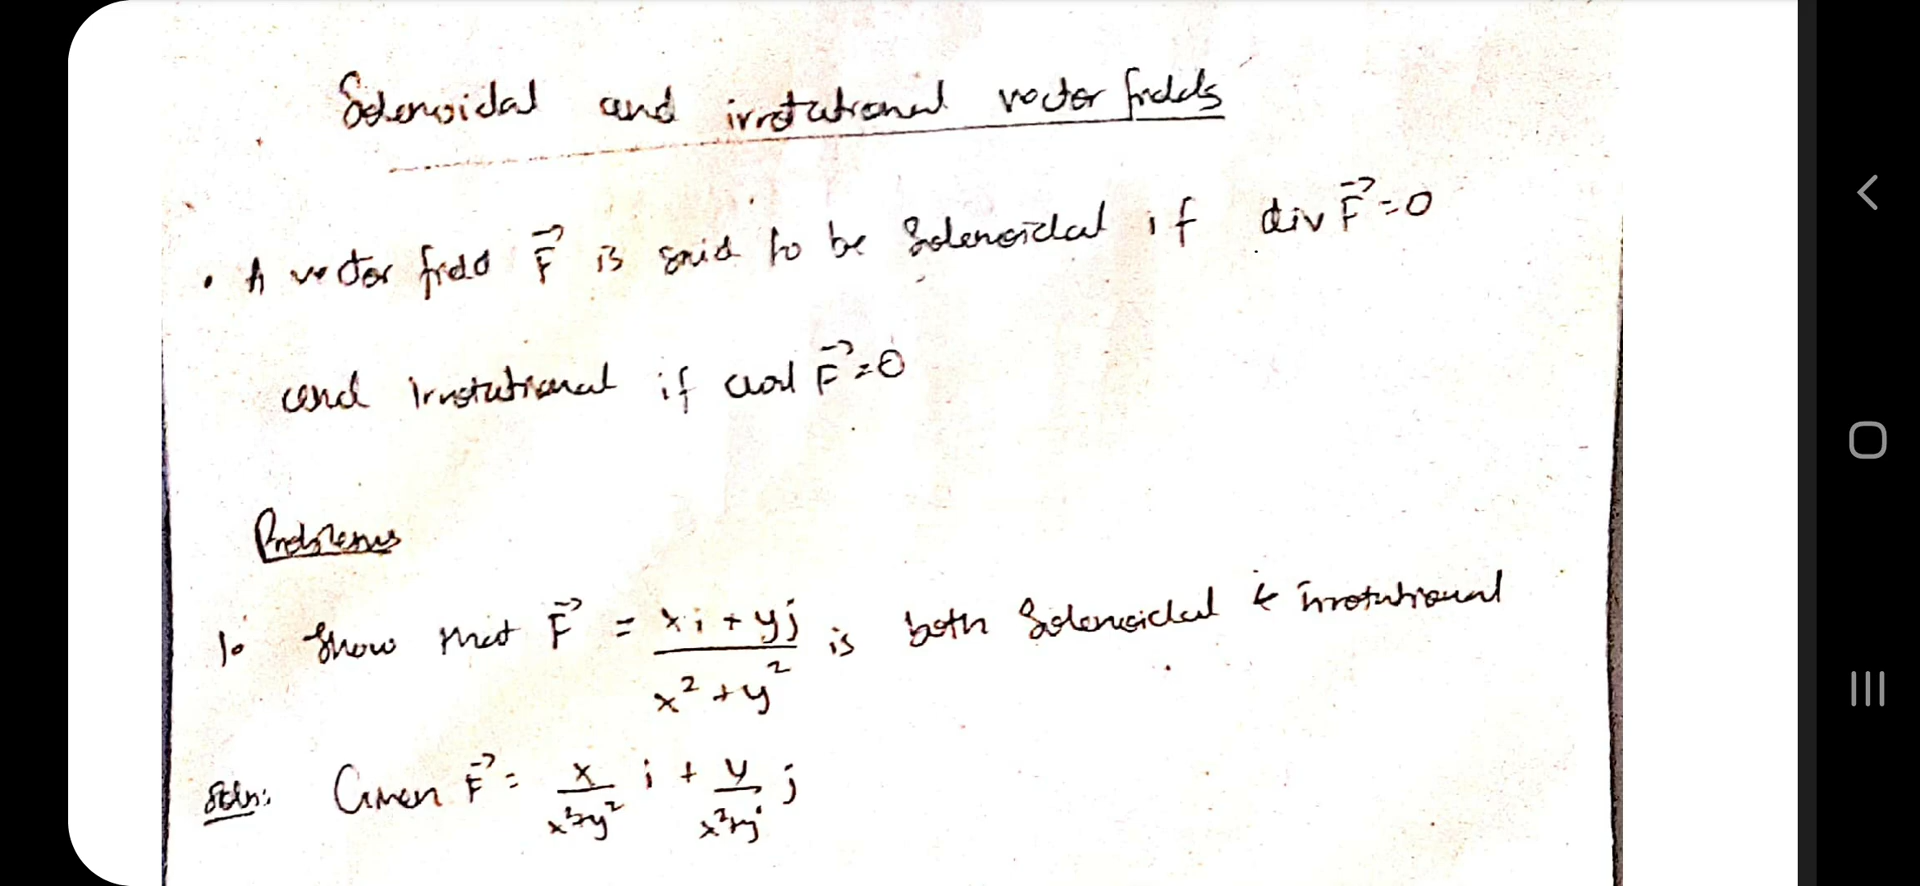 Solenoidal and irrotational vector fields
• A vector field F⃗ is said to be Solenoidal if div F⃗ = 0
and irrotational if curl F⃗ = 0
Problems
1. Show that F⃗ = (xi + yj)/(x² + y²) is both Solenoidal & irrotational
Soln: Given F⃗ = x/(x²+y²) i + y/(x²+y²) j